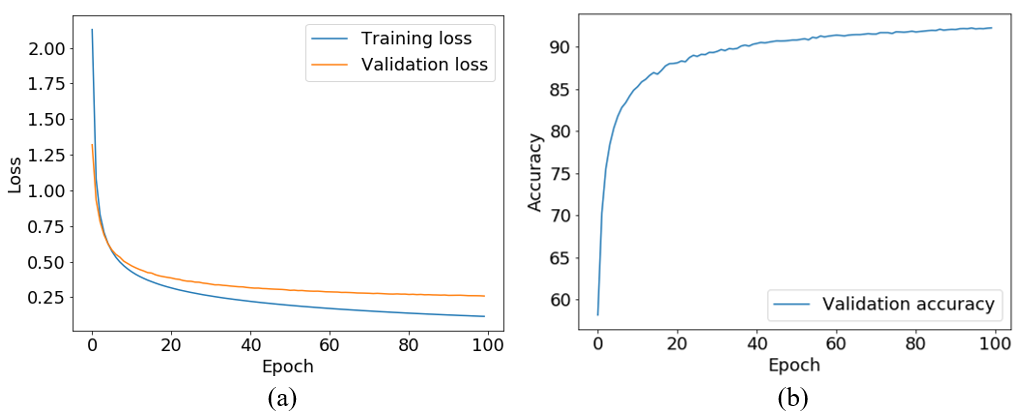 2.00
1.75
1.50
1.25
1.00
0.75
0.50
0.25
Loss
Training loss
Validation loss
0 20 40 60 80 100
Epoch
(a)
90
85
80
75
70
65
60
Accuracy
Validation accuracy
0 20 40 60 80 100
Epoch
(b)